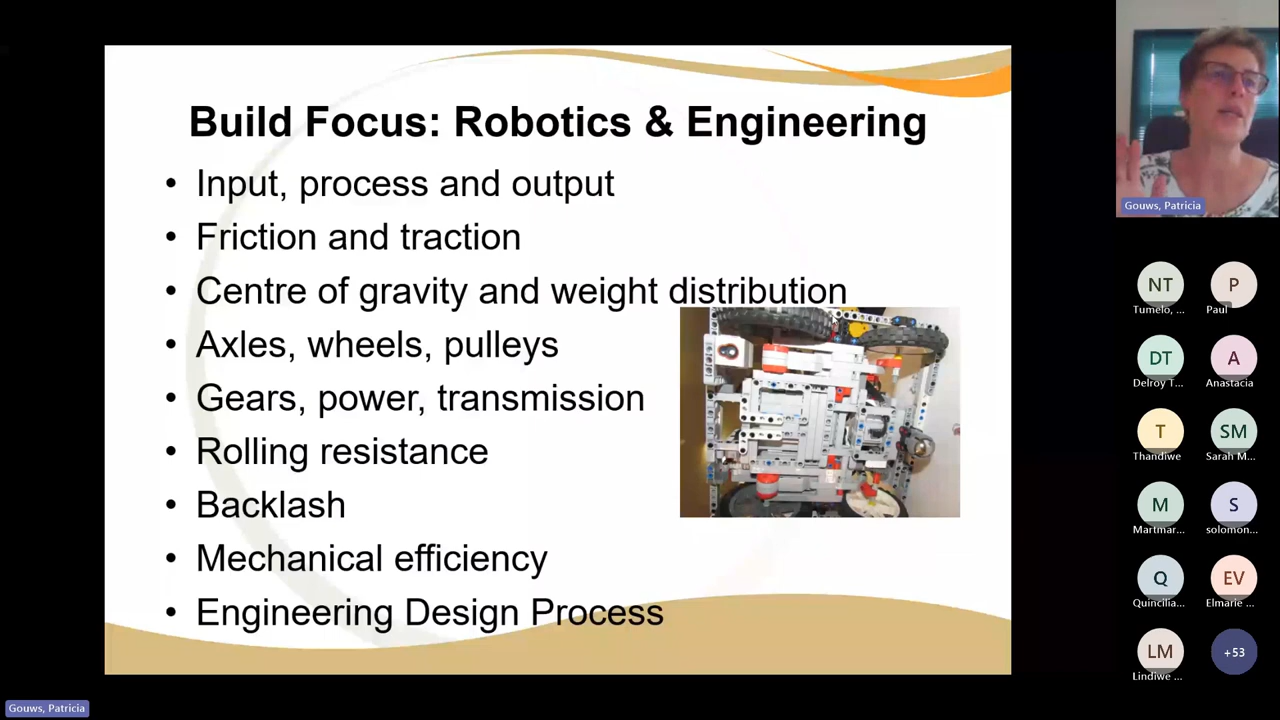 Build Focus: Robotics & Engineering
• Input, process and output
• Friction and traction
• Centre of gravity and weight distribution
• Axles, wheels, pulleys
• Gears, power, transmission
• Rolling resistance
• Backlash
• Mechanical efficiency
• Engineering Design Process
Gouws, Patricia
NT
Tumelo, ...
P
Paul
DT
Delroy T...
A
Anastacia
T
Thandiwe
SM
Sarah M...
M
Martmar...
S
solomon...
Q
Quincilia...
EV
Elmarie ...
LM
Lindiwe ...
+53
Gouws, Patricia